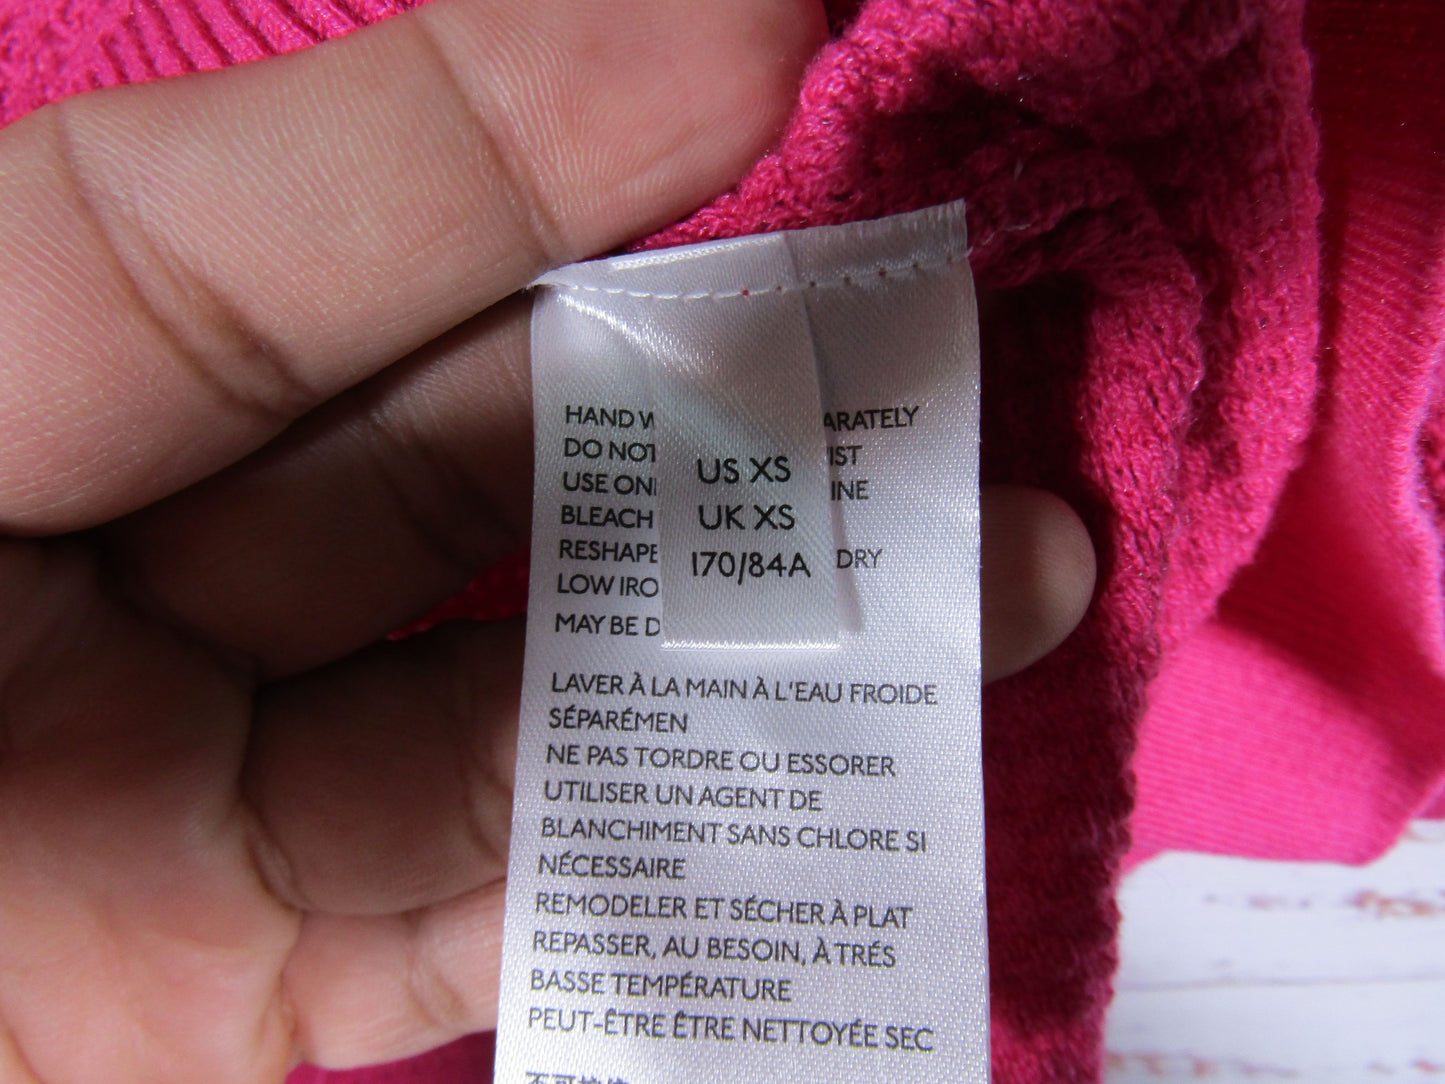 HAND W ARATELY
DO NOT IST
USE ON INE
BLEACH
RESHAPE DRY
LOW IRO
MAY BE D
US XS
UK XS
170/84A
LAVER À LA MAIN À L'EAU FROIDE
SÉPARÉMEN
NE PAS TORDRE OU ESSORER
UTILISER UN AGENT DE
BLANCHIMENT SANS CHLORE SI
NÉCESSAIRE
REMODELER ET SÉCHER À PLAT
REPASSER, AU BESOIN, À TRÉS
BASSE TEMPÉRATURE
PEUT-ÊTRE ÊTRE NETTOYÉE SEC